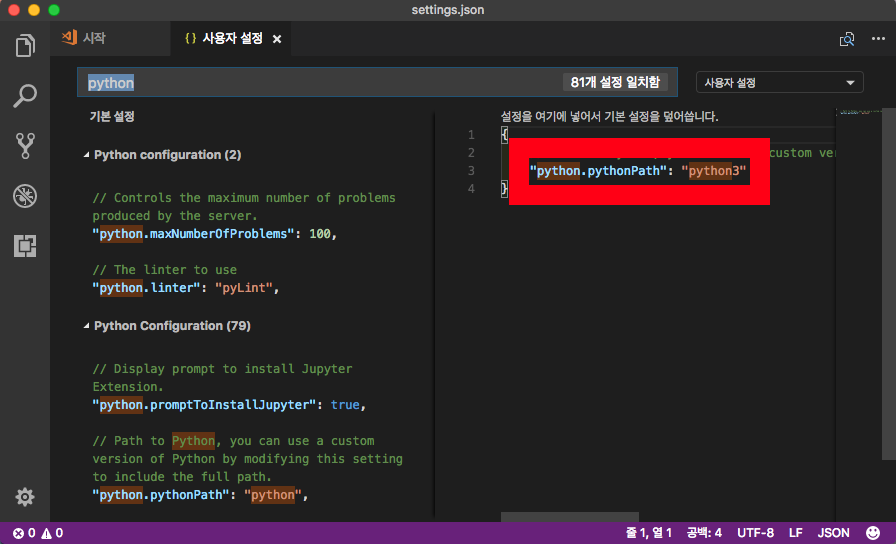 settings.json
시작
{ } 사용자 설정 ×
python
81개 설정 일치함
사용자 설정
기본 설정
Python configuration (2)
// Controls the maximum number of problems
produced by the server.
"python.maxNumberOfProblems": 100,
// The linter to use
"python.linter": "pyLint",
Python Configuration (79)
// Display prompt to install Jupyter
Extension.
"python.promptToInstallJupyter": true,
// Path to Python, you can use a custom
version of Python by modifying this setting
to include the full path.
"python.pythonPath": "python",
설정을 여기에 넣어서 기본 설정을 덮어씁니다.
1 {
2 custom ver
3 "python.pythonPath": "python3"
4 }
0 0
줄 1, 열 1 공백: 4 UTF-8 LF JSON